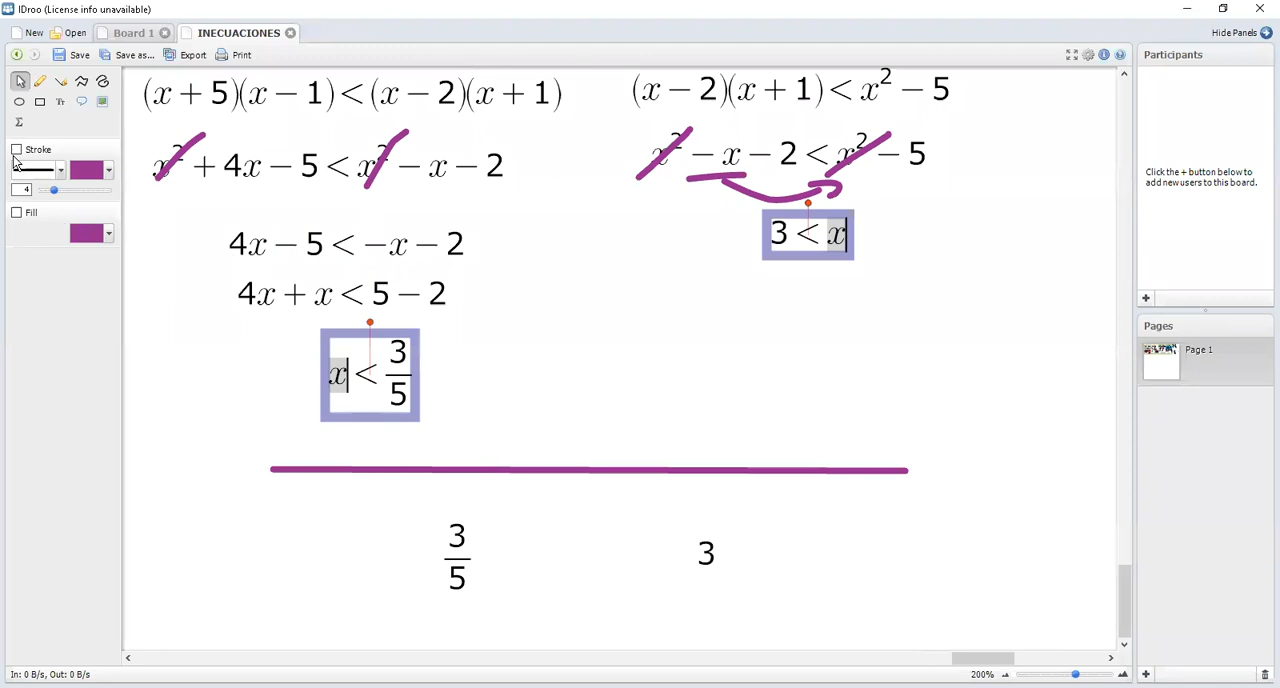 IDroo (License info unavailable)
New Open Board 1 INECUACIONES Hide Panels
Save Save as... Export Print
Participants
Click the + button below to
add new users to this board.
Tr
Σ
Stroke
4
Fill
(x + 5)(x − 1) < (x − 2)(x + 1)
x² + 4x − 5 < x² − x − 2
4x − 5 < −x − 2
4x + x < 5 − 2
x < 3/5
(x − 2)(x + 1) < x² − 5
x² − x − 2 < x² − 5
3 < x
3/5 3
Pages
Page 1
In: 0 B/s, Out: 0 B/s
200%